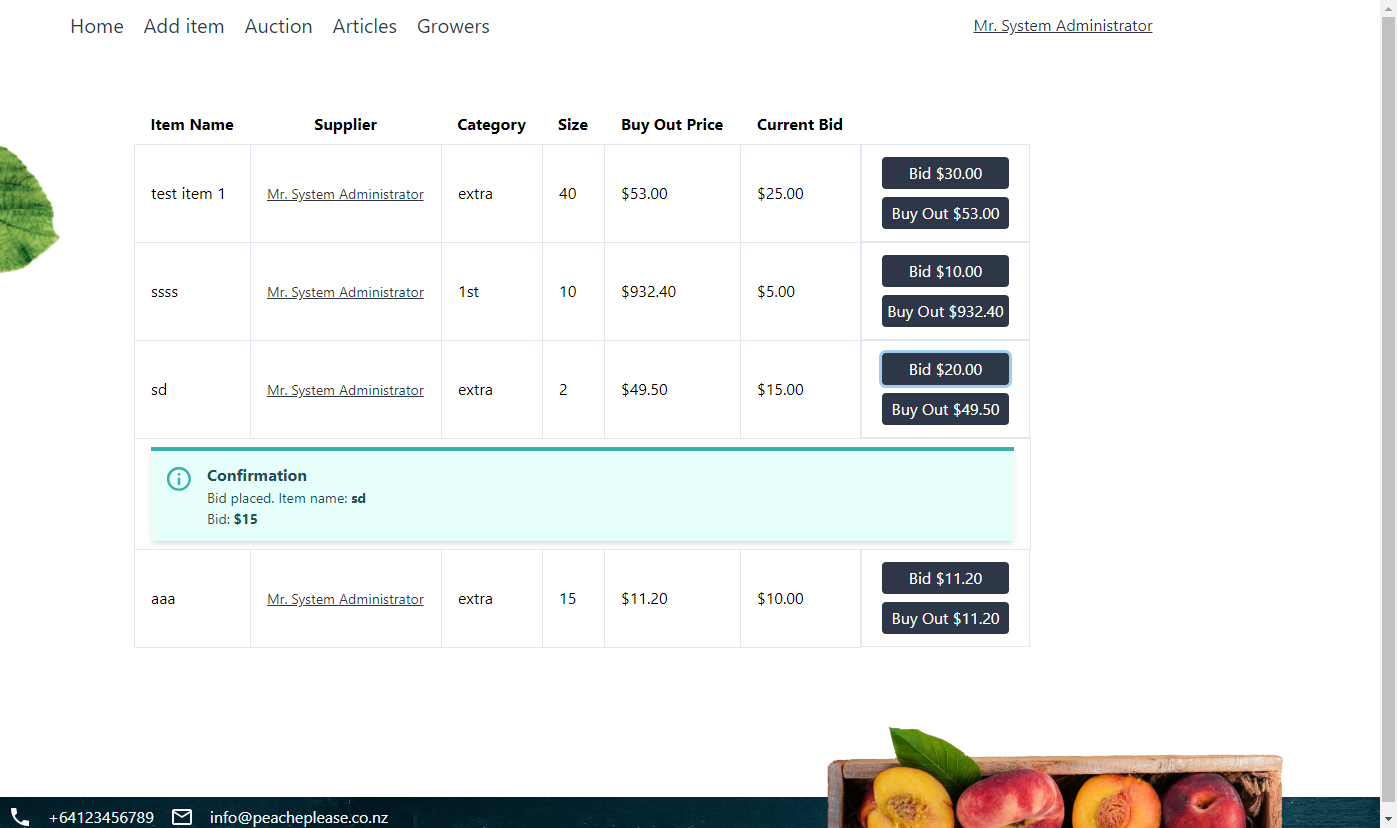 Home Add item Auction Articles Growers Mr. System Administrator
Item Name Supplier Category Size Buy Out Price Current Bid
test item 1 Mr. System Administrator extra 40 $53.00 $25.00 Bid $30.00
Buy Out $53.00
ssss Mr. System Administrator 1st 10 $932.40 $5.00 Bid $10.00
Buy Out $932.40
sd Mr. System Administrator extra 2 $49.50 $15.00 Bid $20.00
Buy Out $49.50
Confirmation
Bid placed. Item name: sd
Bid: $15
aaa Mr. System Administrator extra 15 $11.20 $10.00 Bid $11.20
Buy Out $11.20
+64123456789 info@peacheplease.co.nz